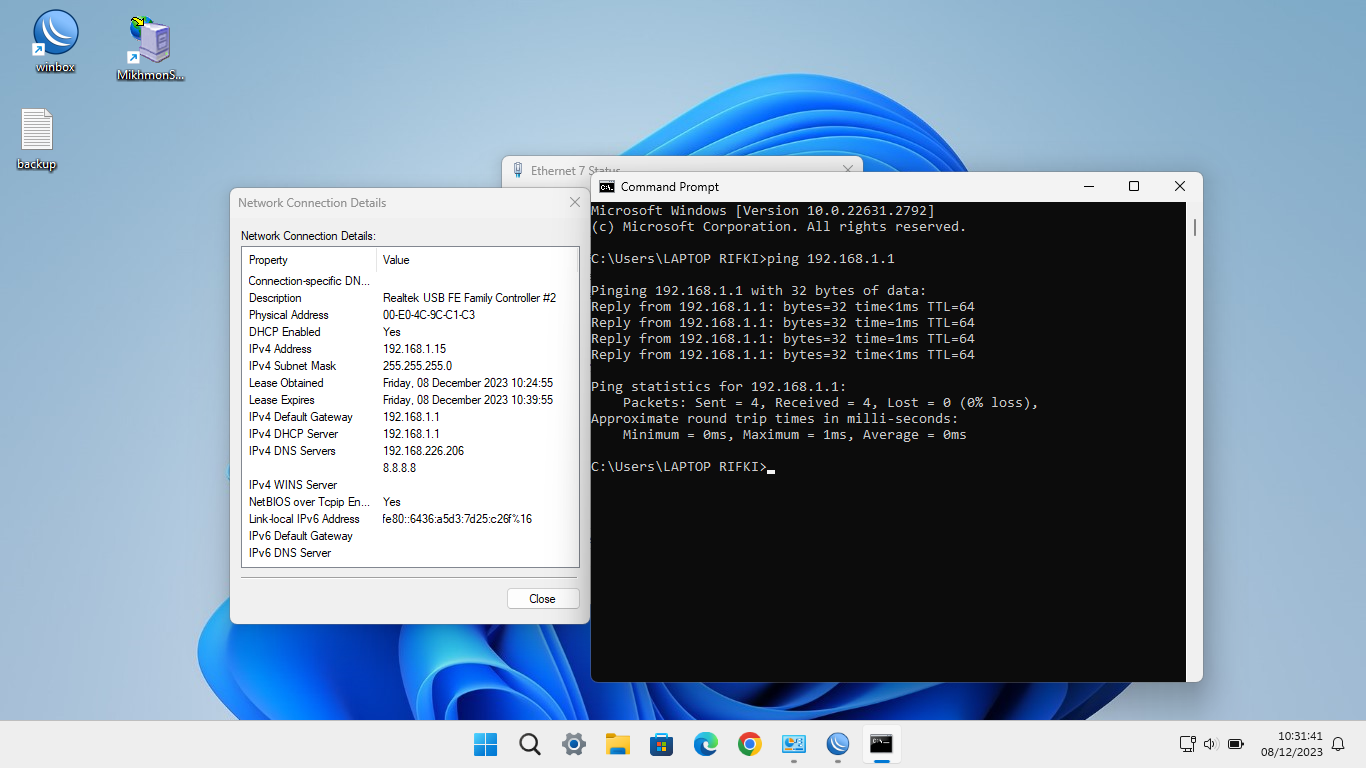 winbox
MikhmonS...
backup
Ethernet 7 Status
Network Connection Details
Network Connection Details:
Property Value
Connection-specific DN...
Description Realtek USB FE Family Controller #2
Physical Address 00-E0-4C-9C-C1-C3
DHCP Enabled Yes
IPv4 Address 192.168.1.15
IPv4 Subnet Mask 255.255.255.0
Lease Obtained Friday, 08 December 2023 10:24:55
Lease Expires Friday, 08 December 2023 10:39:55
IPv4 Default Gateway 192.168.1.1
IPv4 DHCP Server 192.168.1.1
IPv4 DNS Servers 192.168.226.206
8.8.8.8
IPv4 WINS Server
NetBIOS over Tcpip En... Yes
Link-local IPv6 Address fe80::6436:a5d3:7d25:c26f%16
IPv6 Default Gateway
IPv6 DNS Server
Close
Command Prompt
Microsoft Windows [Version 10.0.22631.2792]
(c) Microsoft Corporation. All rights reserved.
C:\Users\LAPTOP RIFKI>ping 192.168.1.1
Pinging 192.168.1.1 with 32 bytes of data:
Reply from 192.168.1.1: bytes=32 time<1ms TTL=64
Reply from 192.168.1.1: bytes=32 time=1ms TTL=64
Reply from 192.168.1.1: bytes=32 time=1ms TTL=64
Reply from 192.168.1.1: bytes=32 time<1ms TTL=64
Ping statistics for 192.168.1.1:
Packets: Sent = 4, Received = 4, Lost = 0 (0% loss),
Approximate round trip times in milli-seconds:
Minimum = 0ms, Maximum = 1ms, Average = 0ms
C:\Users\LAPTOP RIFKI>
10:31:41
08/12/2023